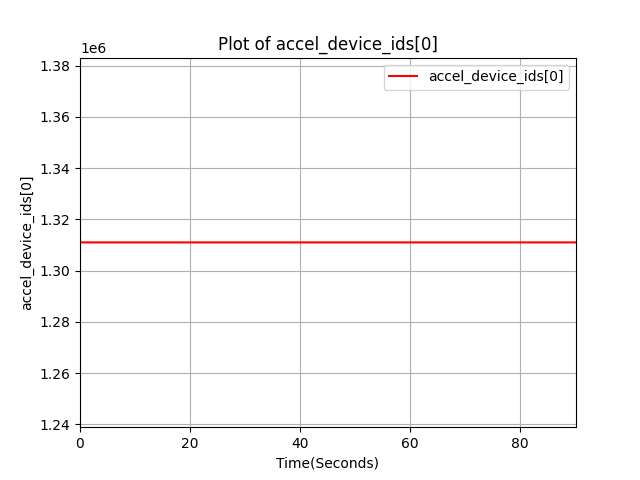 Plot of accel_device_ids[0]
1e6
accel_device_ids[0]
1.38
1.36
1.34
1.32
1.30
1.28
1.26
1.24
accel_device_ids[0]
0 20 40 60 80
Time(Seconds)